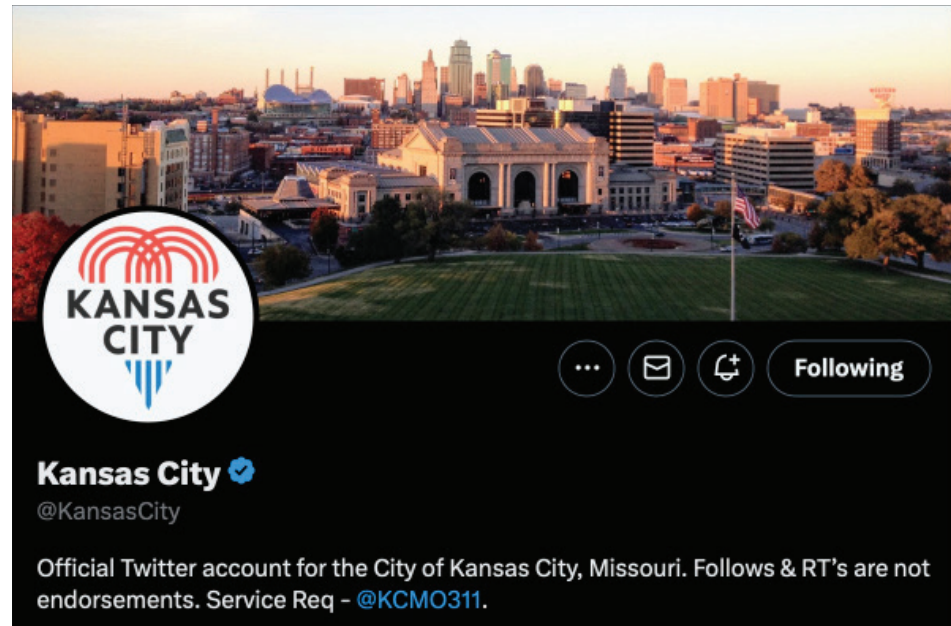 KANSAS
CITY
Following
Kansas City
@KansasCity
Official Twitter account for the City of Kansas City, Missouri. Follows & RT’s are not
endorsements. Service Req - @KCMO311.